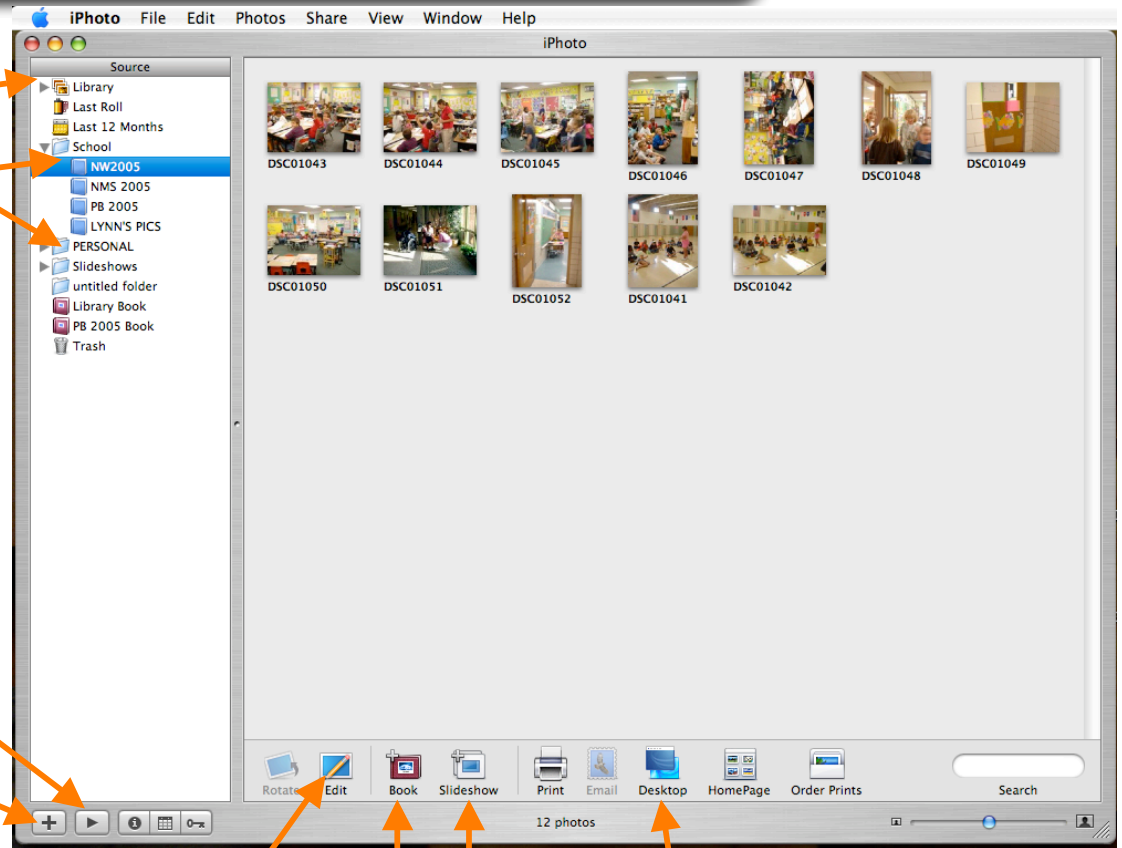 iPhoto File Edit Photos Share View Window Help
iPhoto
Source
Library
Last Roll
Last 12 Months
School
NW2005
NMS 2005
PB 2005
LYNN'S PICS
PERSONAL
Slideshows
untitled folder
Library Book
PB 2005 Book
Trash
DSC01043 DSC01044 DSC01045 DSC01046 DSC01047 DSC01048 DSC01049
DSC01050 DSC01051 DSC01052 DSC01041 DSC01042
Rotate Edit Book Slideshow Print Email Desktop HomePage Order Prints Search
12 photos